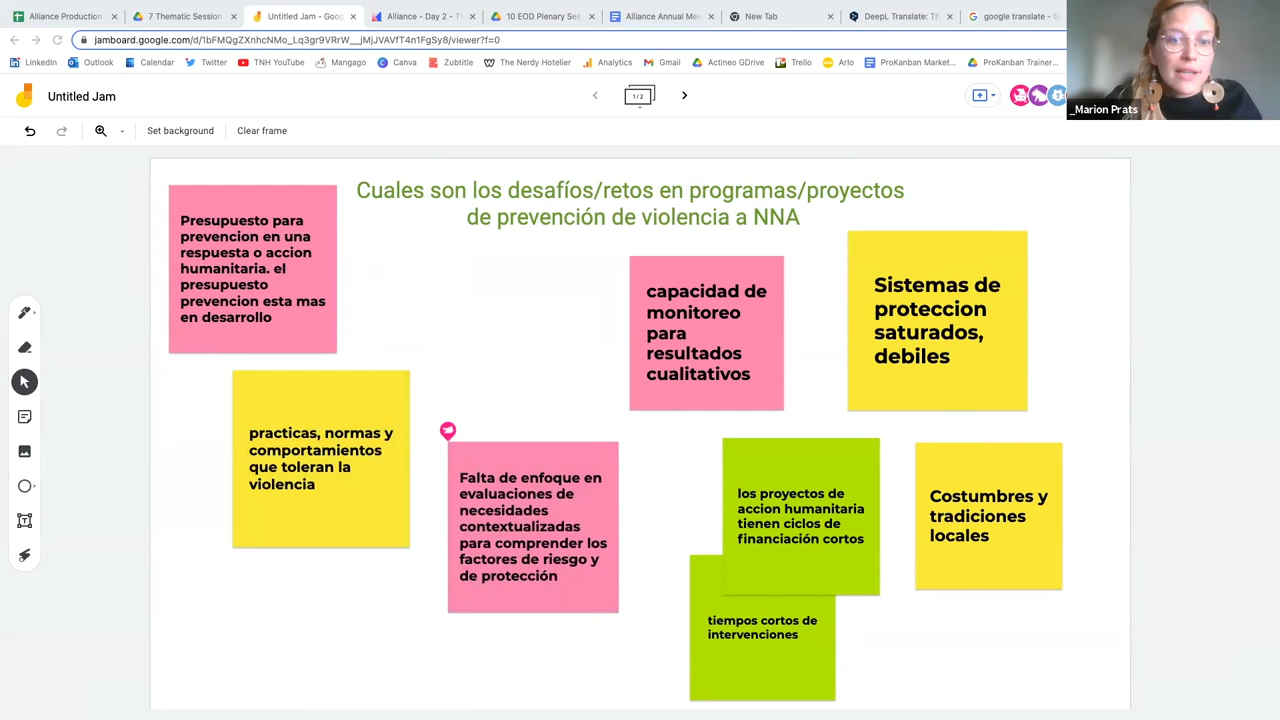 Alliance Production
7 Thematic Session
Untitled Jam - Goog
Alliance - Day 2 - Th
10 EOD Plenary Ses
Alliance Annual Mee
New Tab
DeepL Translate: The
google translate - G
jamboard.google.com/d/1bFMQgZXnhcNMo_Lq3gr9VRrW__jMjJVAVfT4n1FgSy8/viewer?f=0
LinkedIn
Outlook
Calendar
Twitter
TNH YouTube
Mangago
Canva
Zubtitle
The Nerdy Hotelier
Analytics
Gmail
Actineo GDrive
Trello
Arlo
ProKanban Market...
ProKanban Trainer...
_Marion Prats
Untitled Jam
1/2
Set background
Clear frame
Cuales son los desafíos/retos en programas/proyectos
de prevención de violencia a NNA
Presupuesto para
prevencion en una
respuesta o accion
humanitaria. el
presupuesto
prevencion esta mas
en desarrollo
capacidad de
monitoreo
para
resultados
cualitativos
Sistemas de
proteccion
saturados,
debiles
practicas, normas y
comportamientos
que toleran la
violencia
Falta de enfoque en
evaluaciones de
necesidades
contextualizadas
para comprender los
factores de riesgo y
de protección
los proyectos de
accion humanitaria
tienen ciclos de
financiación cortos
Costumbres y
tradiciones
locales
tiempos cortos de
intervenciones